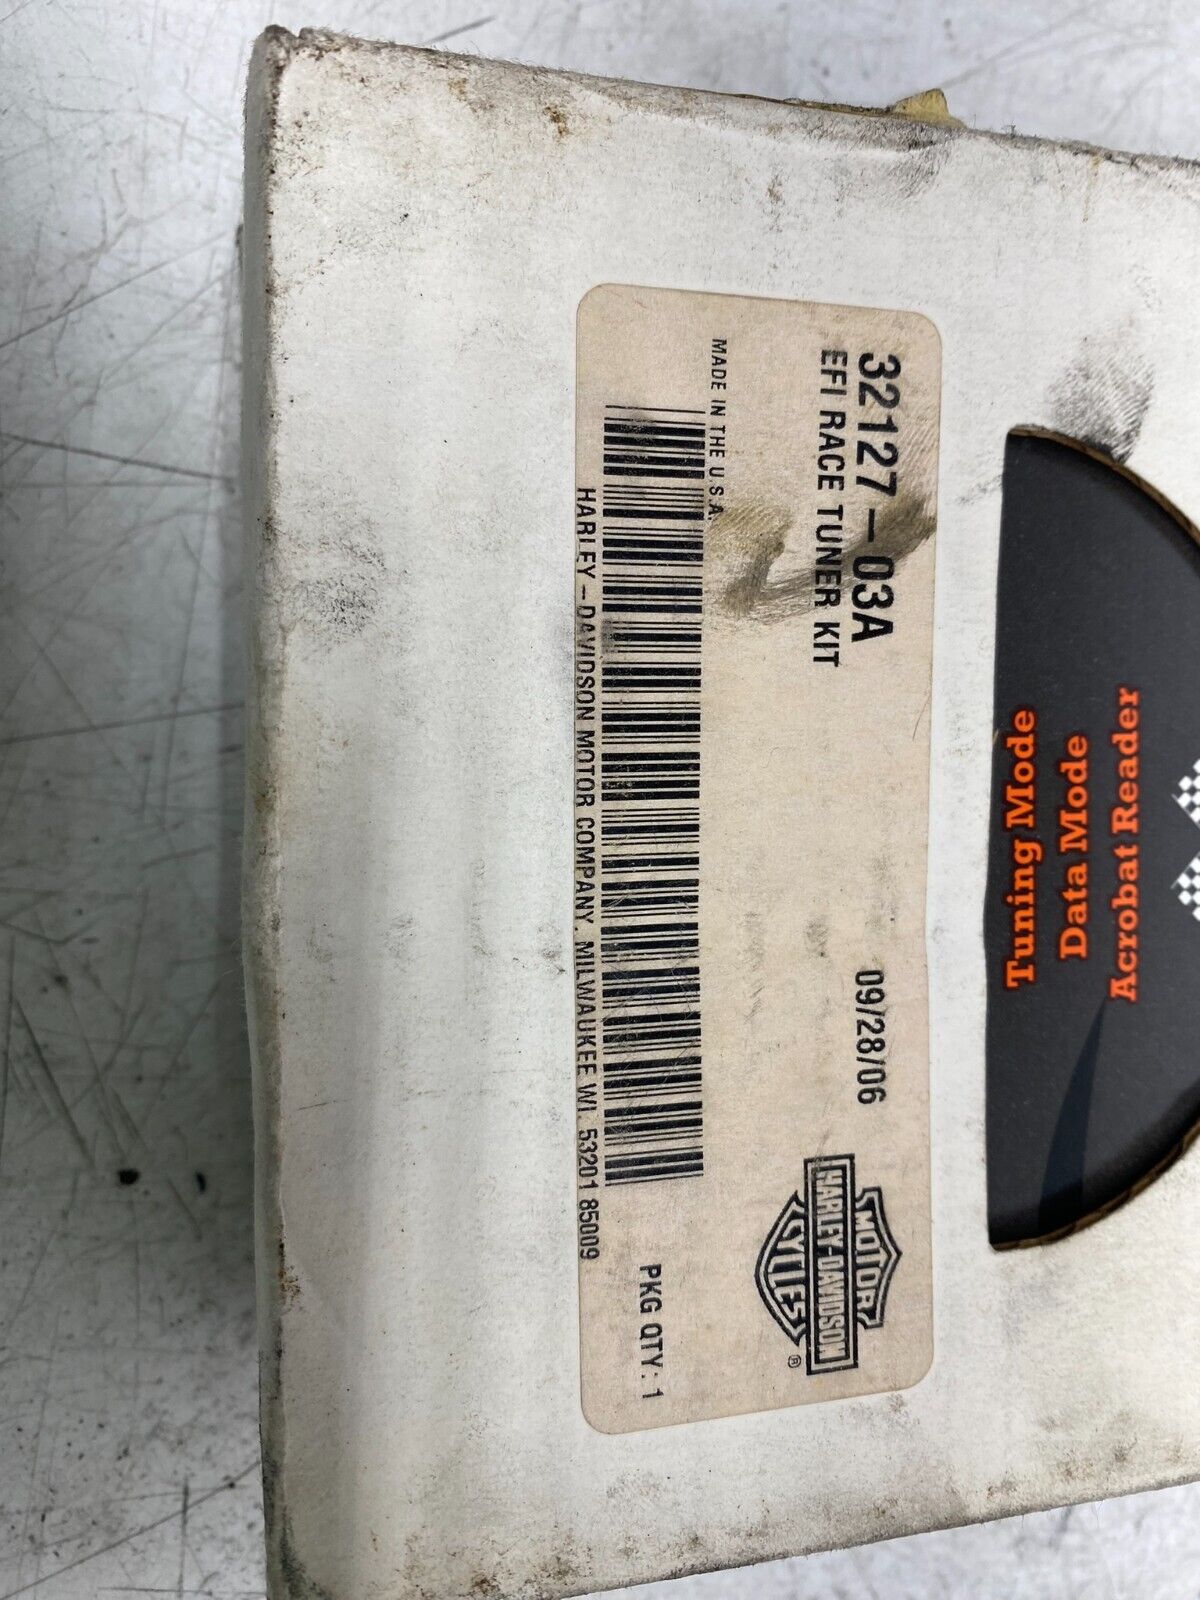 32127-03A
EFI RACE TUNER KIT
09/28/06
MOTOR
HARLEY-DAVIDSON
CYCLES
®
MADE IN THE U.S.A.
HARLEY-DAVIDSON MOTOR COMPANY. MILWAUKEE WI. 53201 85009
PKG QTY: 1
Tuning Mode
Data Mode
Acrobat Reader